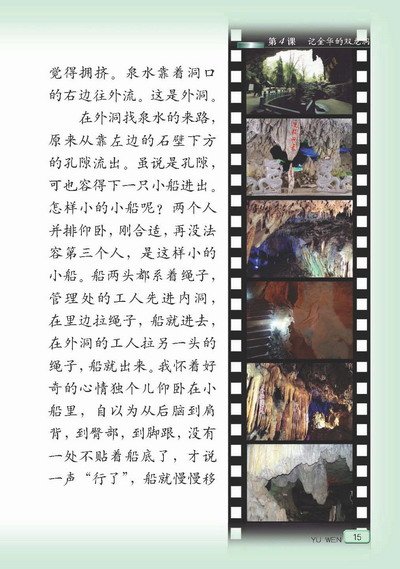 第4课 记金华的双龙洞
觉得拥挤。泉水靠着洞口
的右边往外流。这是外洞。
在外洞找泉水的来路，
原来从靠左边的石壁下方
的孔隙流出。虽说是孔隙，
可也容得下一只小船进出。
怎样小的小船呢？两个人
并排仰卧，刚合适，再没法
容第三个人，是这样小的
小船。船两头都系着绳子，
管理处的工人先进内洞，
在里边拉绳子，船就进去，
在外洞的工人拉另一头的
绳子，船就出来。我怀着好
奇的心情独个儿仰卧在小
船里，自以为从后脑到肩
背，到臀部，到脚跟，没有
一处不贴着船底了，才说
一声“行了”，船就慢慢移
YU WEN 15